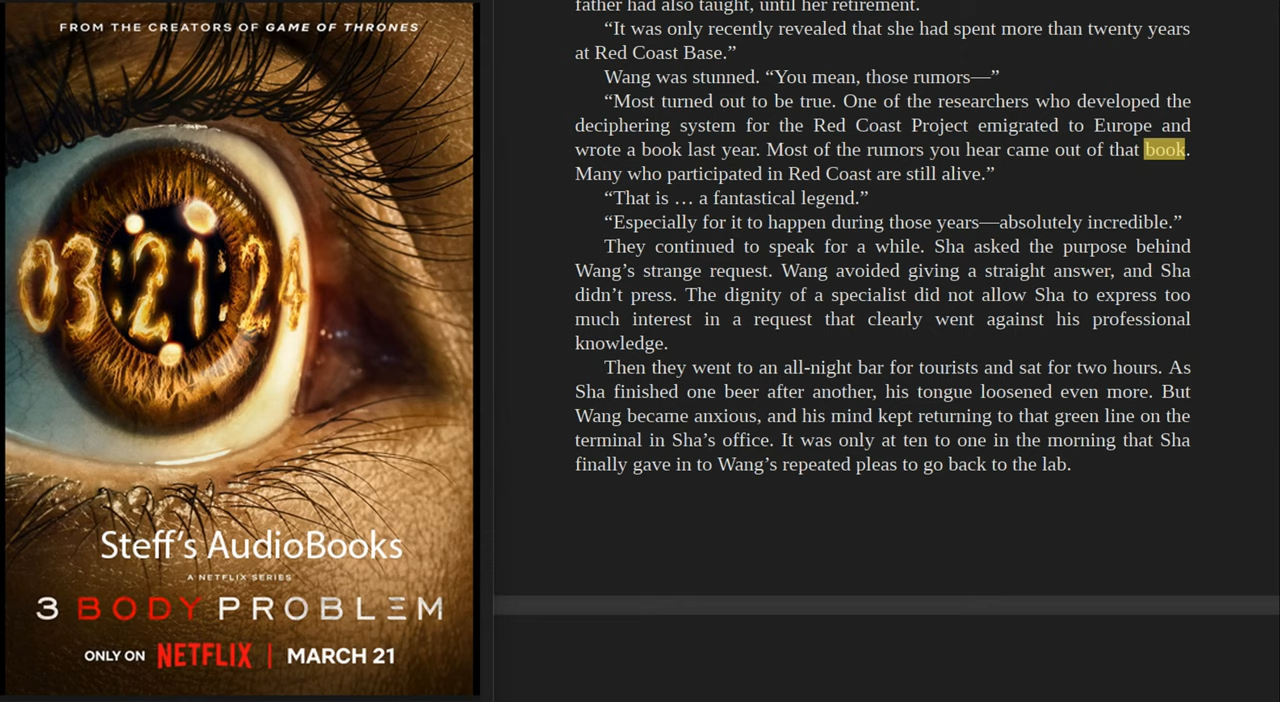 FROM THE CREATORS OF GAME OF THRONES
03:21:24
Steff's AudioBooks
A NETFLIX SERIES
3 BODY PROBLEM
ONLY ON NETFLIX | MARCH 21
father had also taught, until her retirement.
“It was only recently revealed that she had spent more than twenty years
at Red Coast Base.”
Wang was stunned. “You mean, those rumors—”
“Most turned out to be true. One of the researchers who developed the
deciphering system for the Red Coast Project emigrated to Europe and
wrote a book last year. Most of the rumors you hear came out of that book.
Many who participated in Red Coast are still alive.”
“That is … a fantastical legend.”
“Especially for it to happen during those years—absolutely incredible.”
They continued to speak for a while. Sha asked the purpose behind
Wang’s strange request. Wang avoided giving a straight answer, and Sha
didn’t press. The dignity of a specialist did not allow Sha to express too
much interest in a request that clearly went against his professional
knowledge.
Then they went to an all-night bar for tourists and sat for two hours. As
Sha finished one beer after another, his tongue loosened even more. But
Wang became anxious, and his mind kept returning to that green line on the
terminal in Sha’s office. It was only at ten to one in the morning that Sha
finally gave in to Wang’s repeated pleas to go back to the lab.